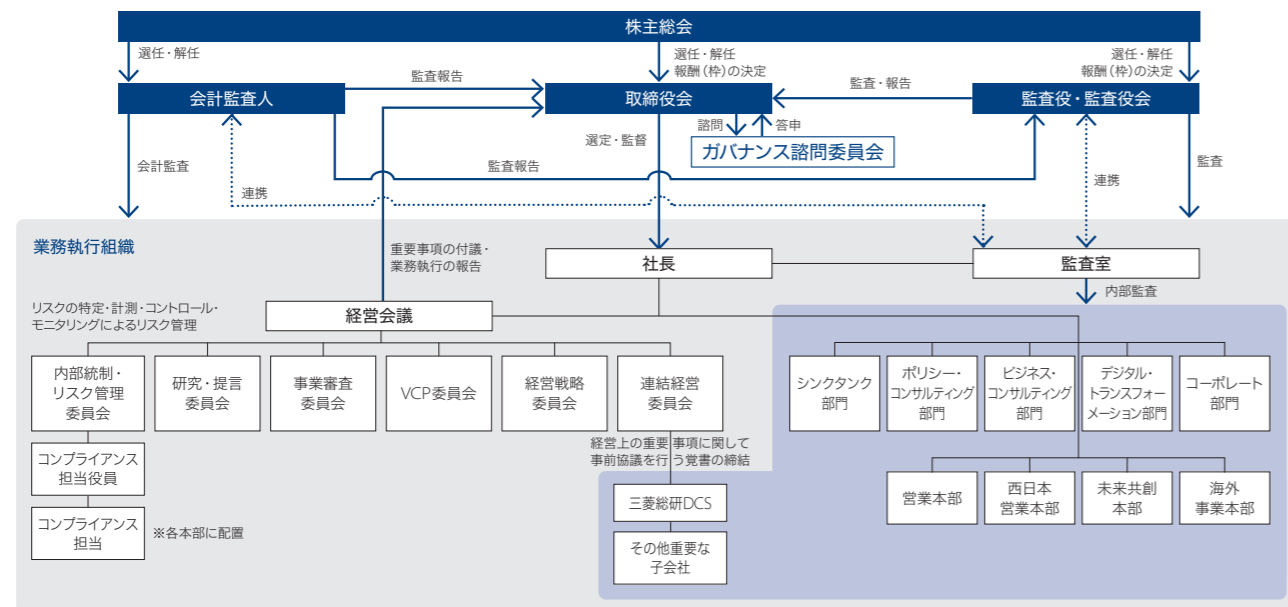 株主総会
選任・解任
選任・解任
報酬（枠）の決定
選任・解任
報酬（枠）の決定
監査報告
監査・報告
会計監査人
取締役会
監査役・監査役会
諮問
答申
選定・監督
ガバナンス諮問委員会
会計監査
監査報告
監査
連携
連携
業務執行組織
重要事項の付議・
業務執行の報告
社長
監査室
内部監査
リスクの特定・計測・コントロール・
モニタリングによるリスク管理
経営会議
内部統制・
リスク管理
委員会
研究・提言
委員会
事業審査
委員会
VCP委員会
経営戦略
委員会
連結経営
委員会
シンクタンク
部門
ポリシー・
コンサルティング
部門
ビジネス・
コンサルティング
部門
デジタル・
トランスフォー
メーション部門
コーポレート
部門
経営上の重要事項に関して
事前協議を行う覚書の締結
コンプライアンス
担当役員
三菱総研DCS
営業本部
西日本
営業本部
未来共創
本部
海外
事業本部
コンプライアンス
担当
※各本部に配置
その他重要な
子会社